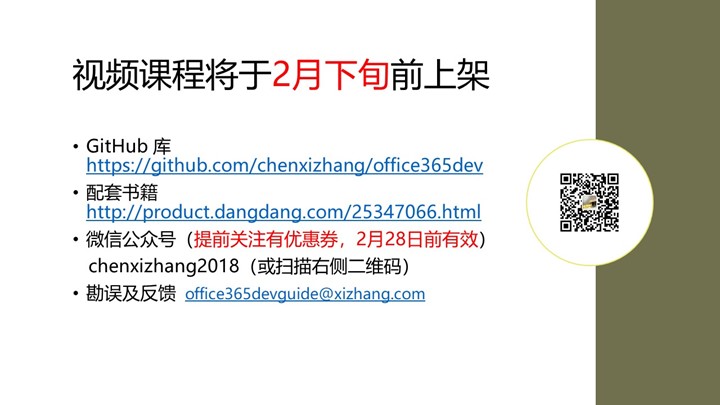 视频课程将于2月下旬前上架
• GitHub 库
https://github.com/chenxizhang/office365dev
• 配套书籍
http://product.dangdang.com/25347066.html
• 微信公众号（提前关注有优惠券，2月28日前有效）
chenxizhang2018（或扫描右侧二维码）
• 勘误及反馈 office365devguide@xizhang.com